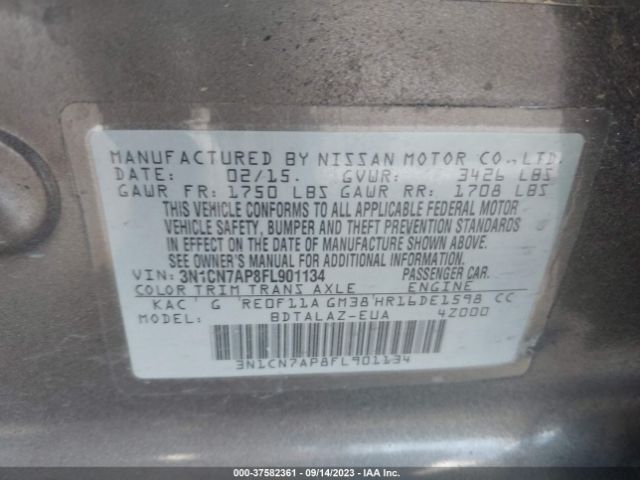 MANUFACTURED BY NISSAN MOTOR CO., LTD.
DATE: 02/15. GVWR: 3426 LBS
GAWR FR: 1750 LBS GAWR RR: 1708 LBS
THIS VEHICLE CONFORMS TO ALL APPLICABLE FEDERAL MOTOR
VEHICLE SAFETY, BUMPER AND THEFT PREVENTION STANDARDS
IN EFFECT ON THE DATE OF MANUFACTURE SHOWN ABOVE.
SEE OWNER'S MANUAL FOR ADDITIONAL INFORMATION.
VIN: 3N1CN7AP8FL901134 PASSENGER CAR.
COLOR TRIM TRANS AXLE ENGINE
KAC G RE0F11A GM38 HR16DE1598 CC
MODEL: BDTALAZ-EUA 4Z000
3N1CN7AP8FL901134
000-37582361 - 09/14/2023 - IAA, Inc.